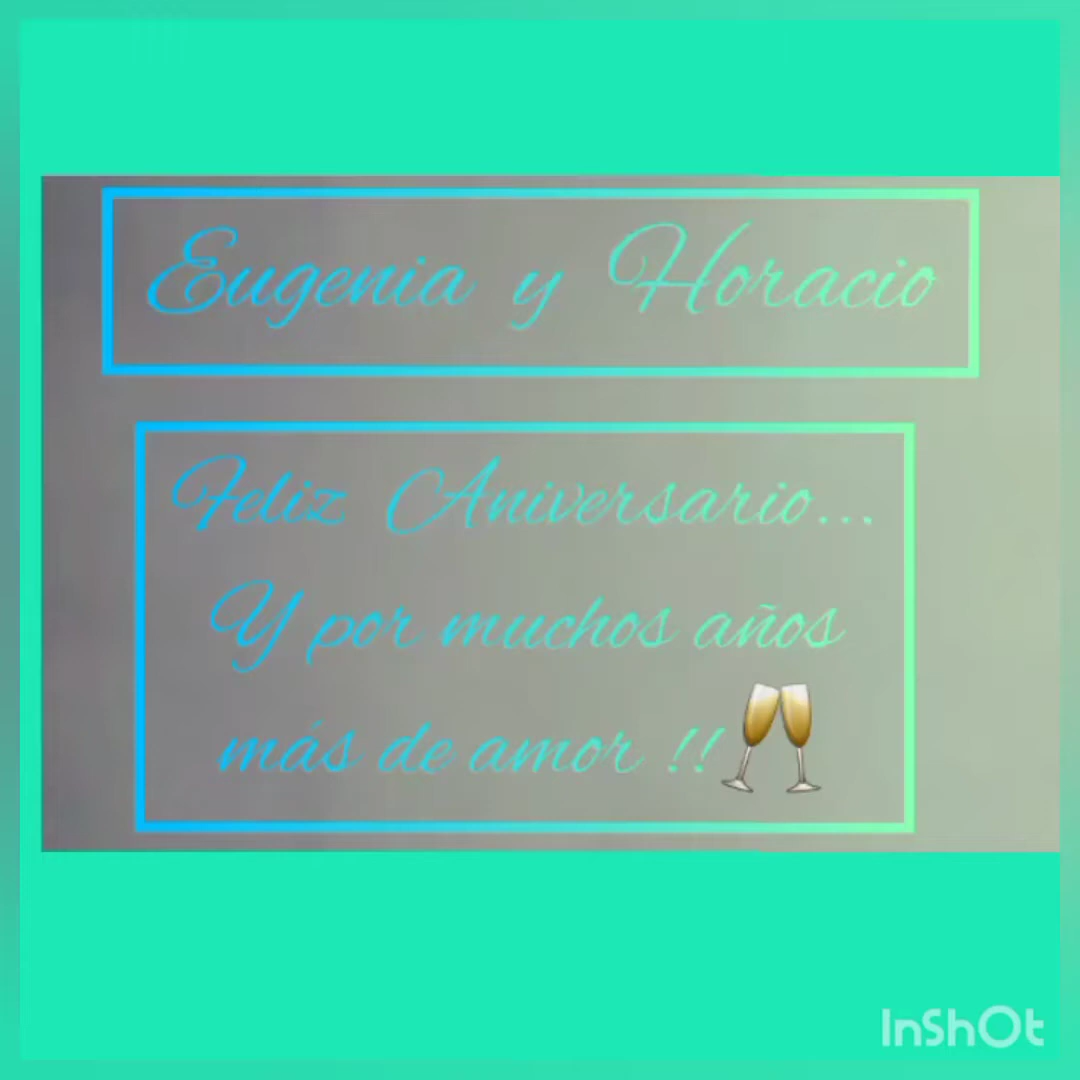 Eugenia y Horacio
Feliz Aniversario...
Y por muchos años
más de amor !!🥂
InShOt